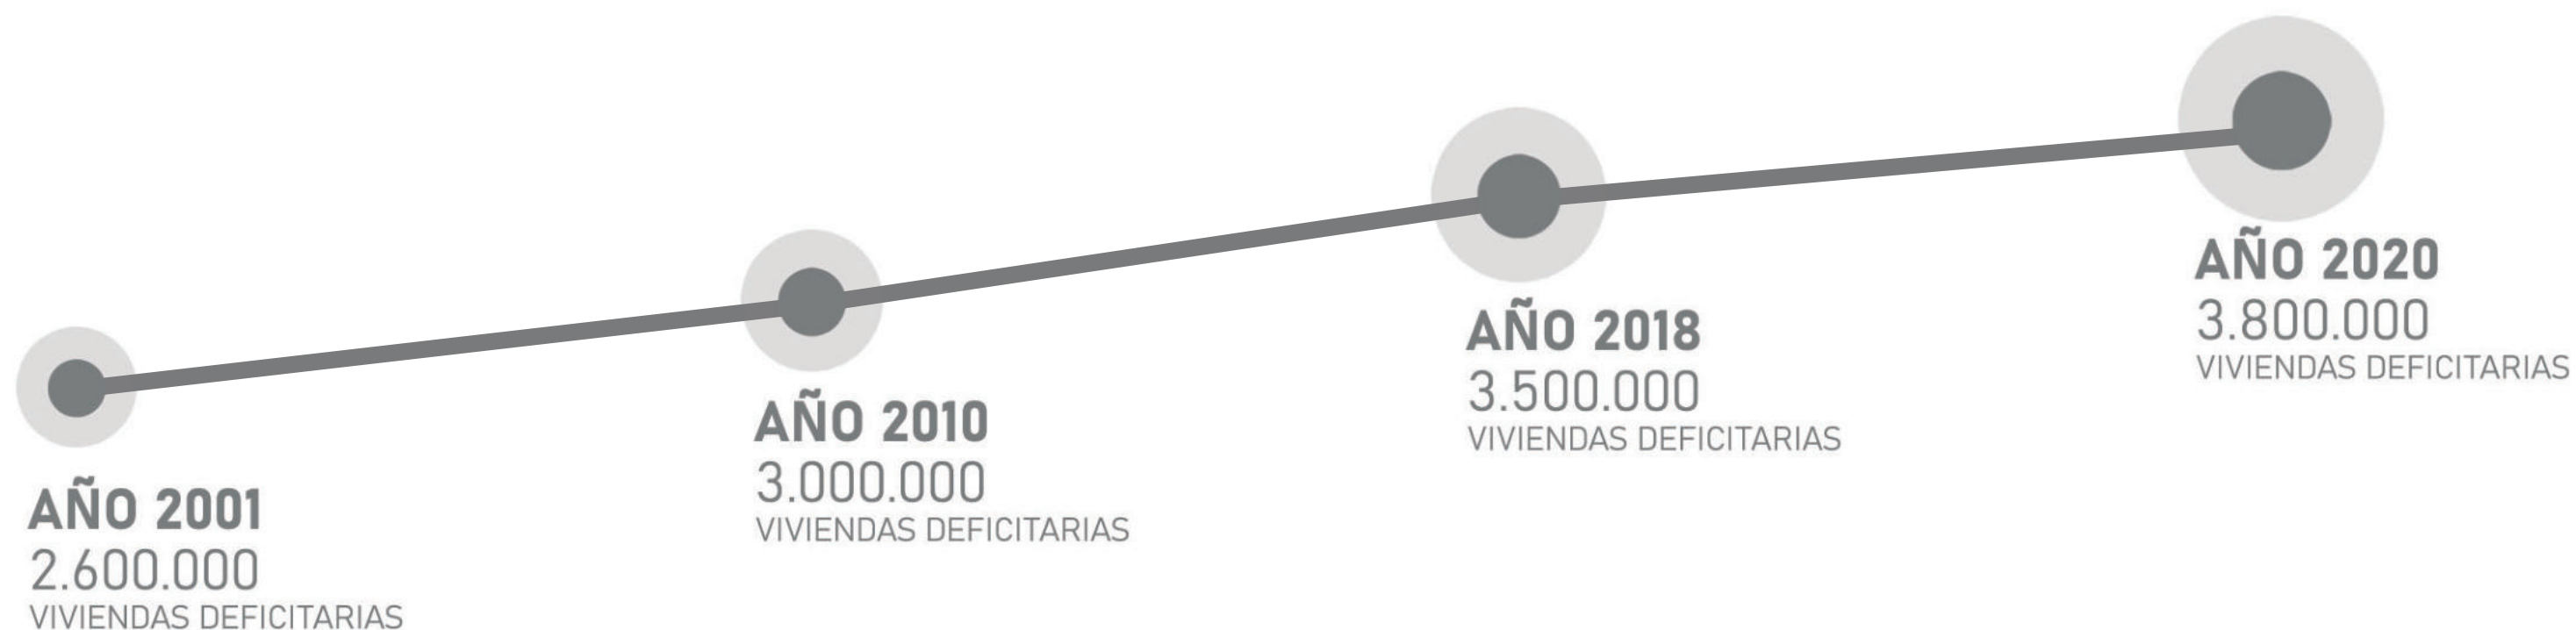 AÑO 2001
2.600.000
VIVIENDAS DEFICITARIAS
AÑO 2010
3.000.000
VIVIENDAS DEFICITARIAS
AÑO 2018
3.500.000
VIVIENDAS DEFICITARIAS
AÑO 2020
3.800.000
VIVIENDAS DEFICITARIAS